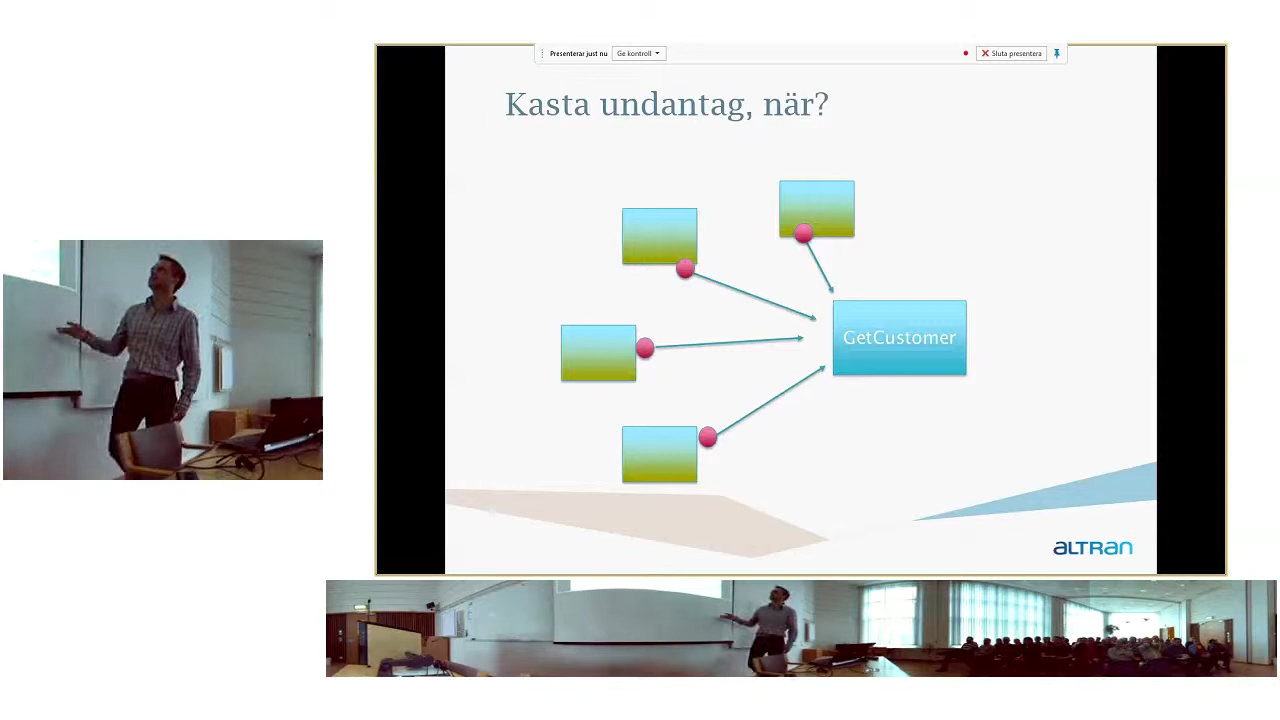 Presenterar just nu
Ge kontroll
Sluta presentera
Kasta undantag, när?
GetCustomer
ALTRAN